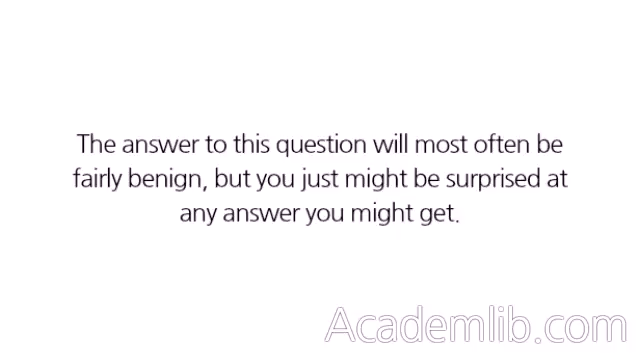 The answer to this question will most often be
fairly benign, but you just might be surprised at
any answer you might get.
Academlib.com